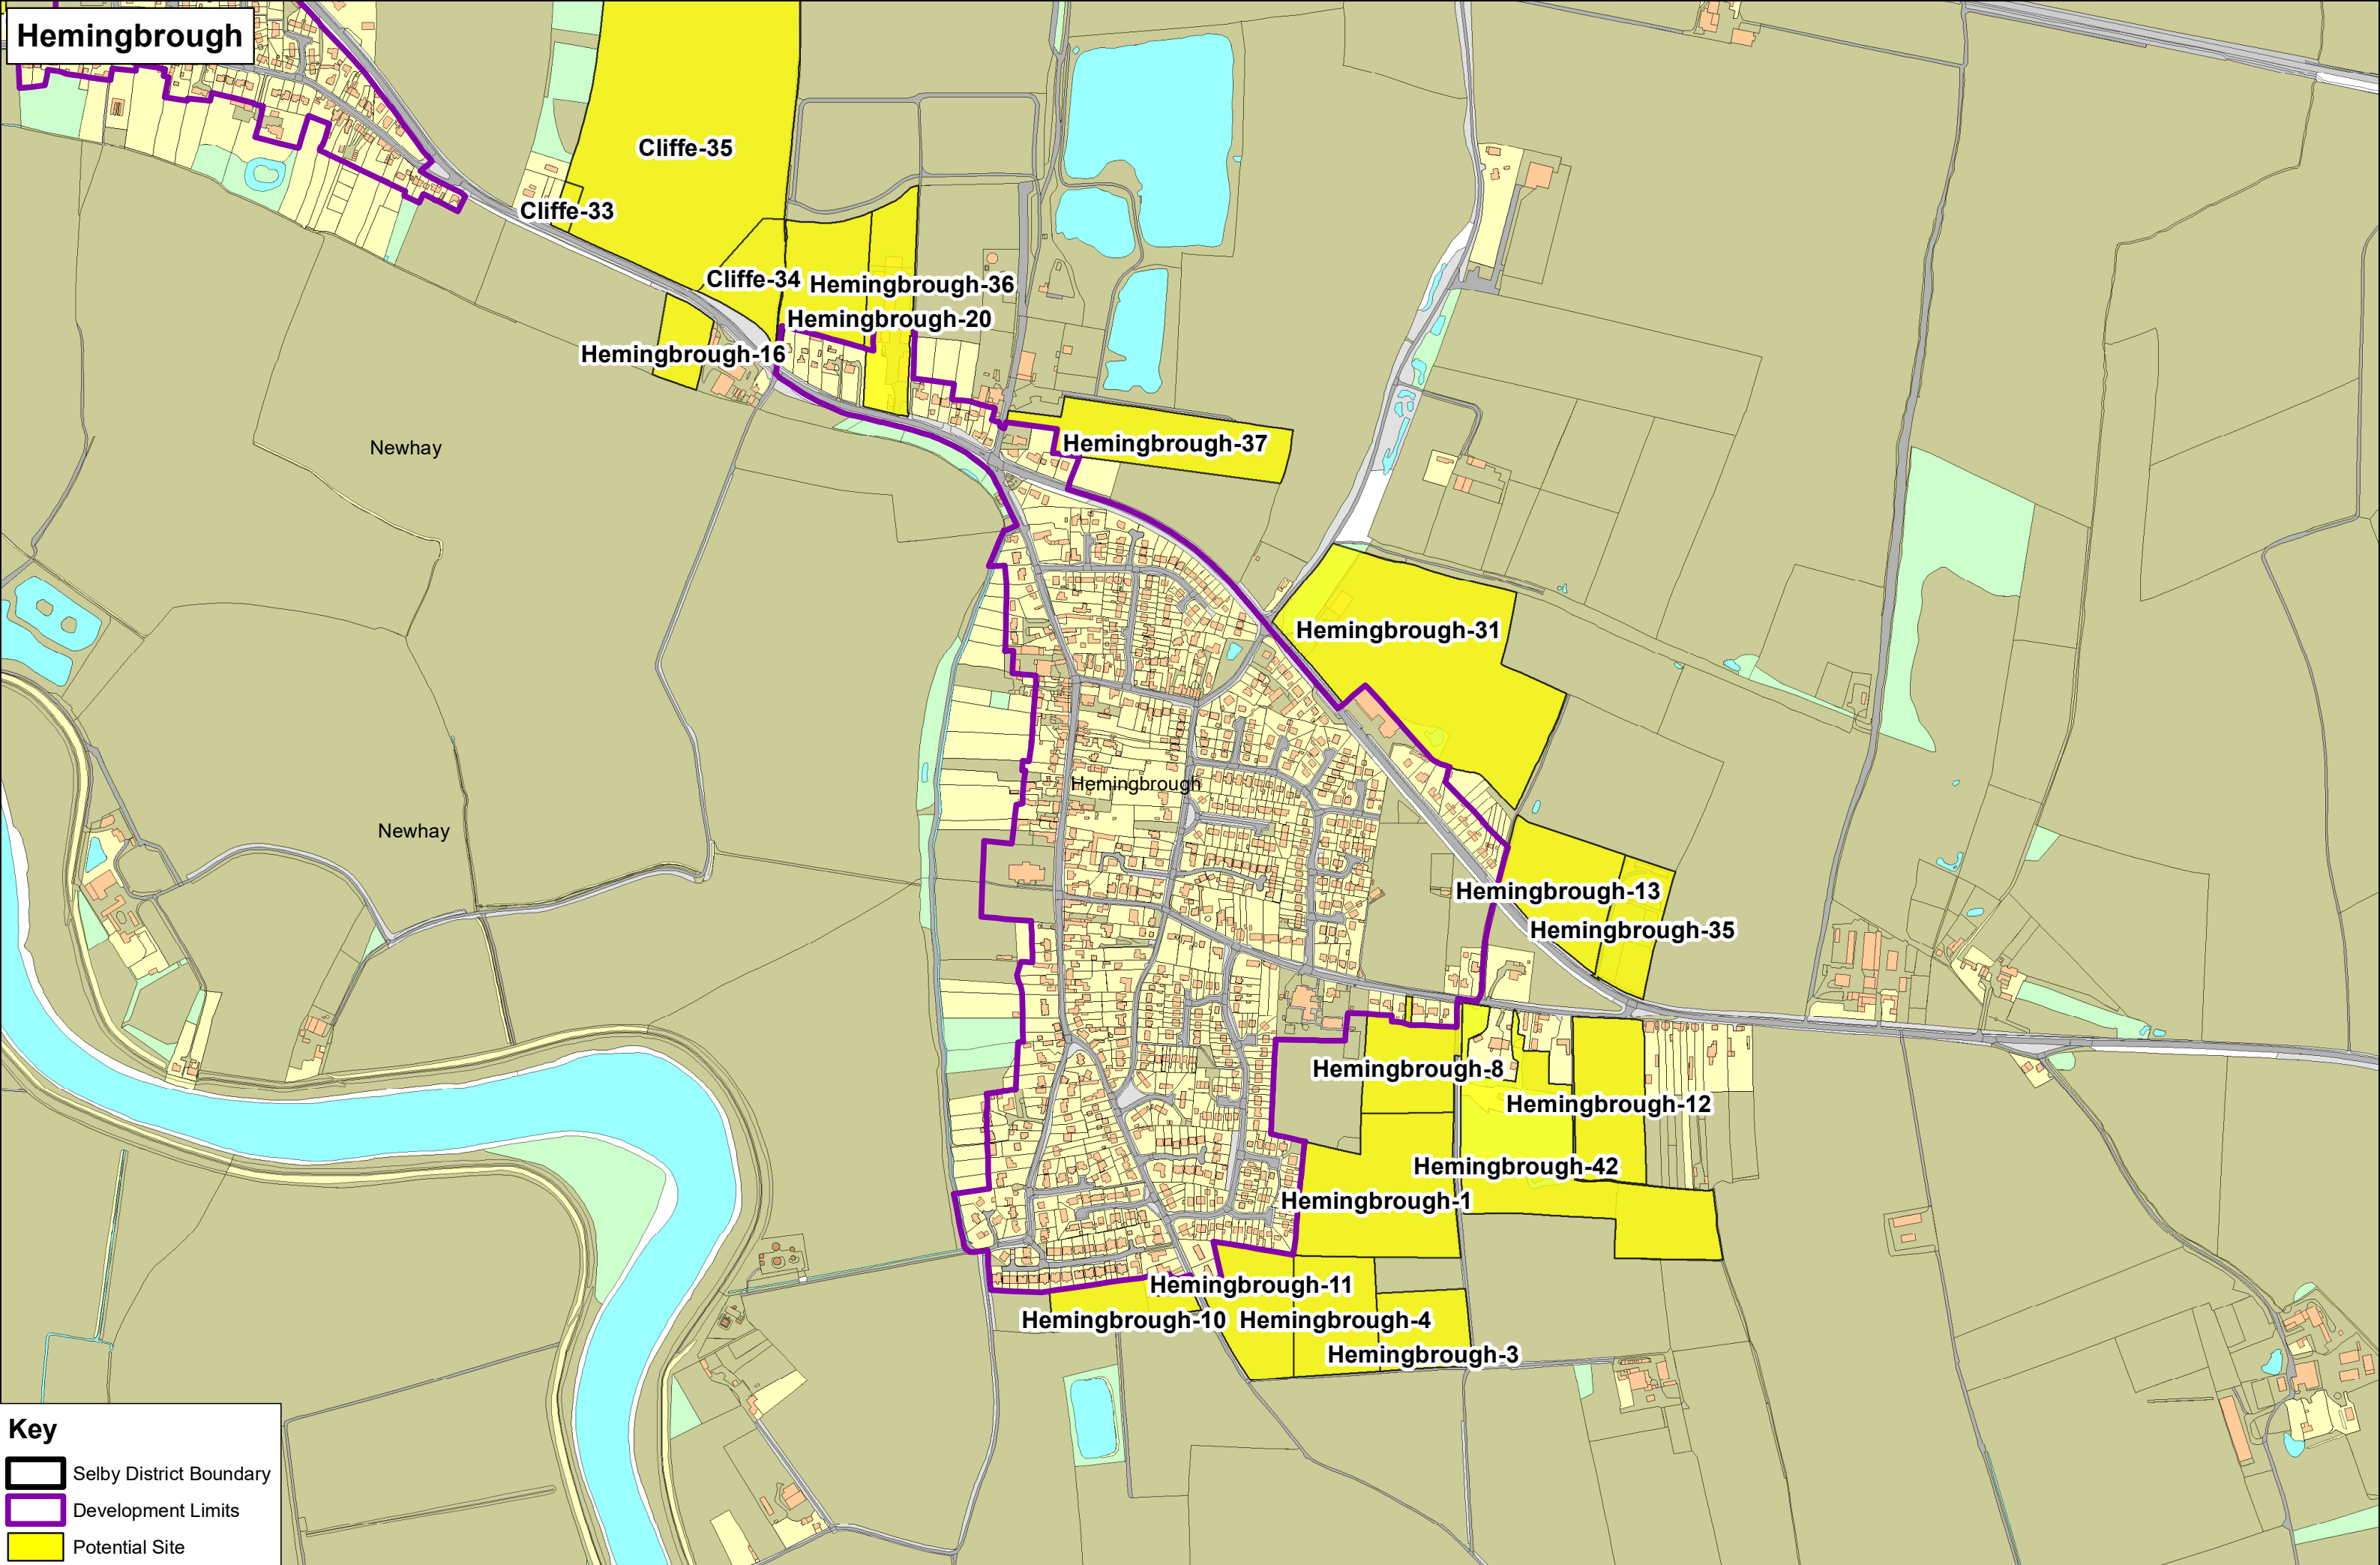 Hemingbrough
Cliffe-35
Cliffe-33
Cliffe-34
Hemingbrough-36
Hemingbrough-20
Hemingbrough-16
Newhay
Hemingbrough-37
Hemingbrough-31
Hemingbrough
Newhay
Hemingbrough-13
Hemingbrough-35
Hemingbrough-8
Hemingbrough-12
Hemingbrough-42
Hemingbrough-1
Hemingbrough-11
Hemingbrough-10
Hemingbrough-4
Hemingbrough-3
Key
Selby District Boundary
Development Limits
Potential Site